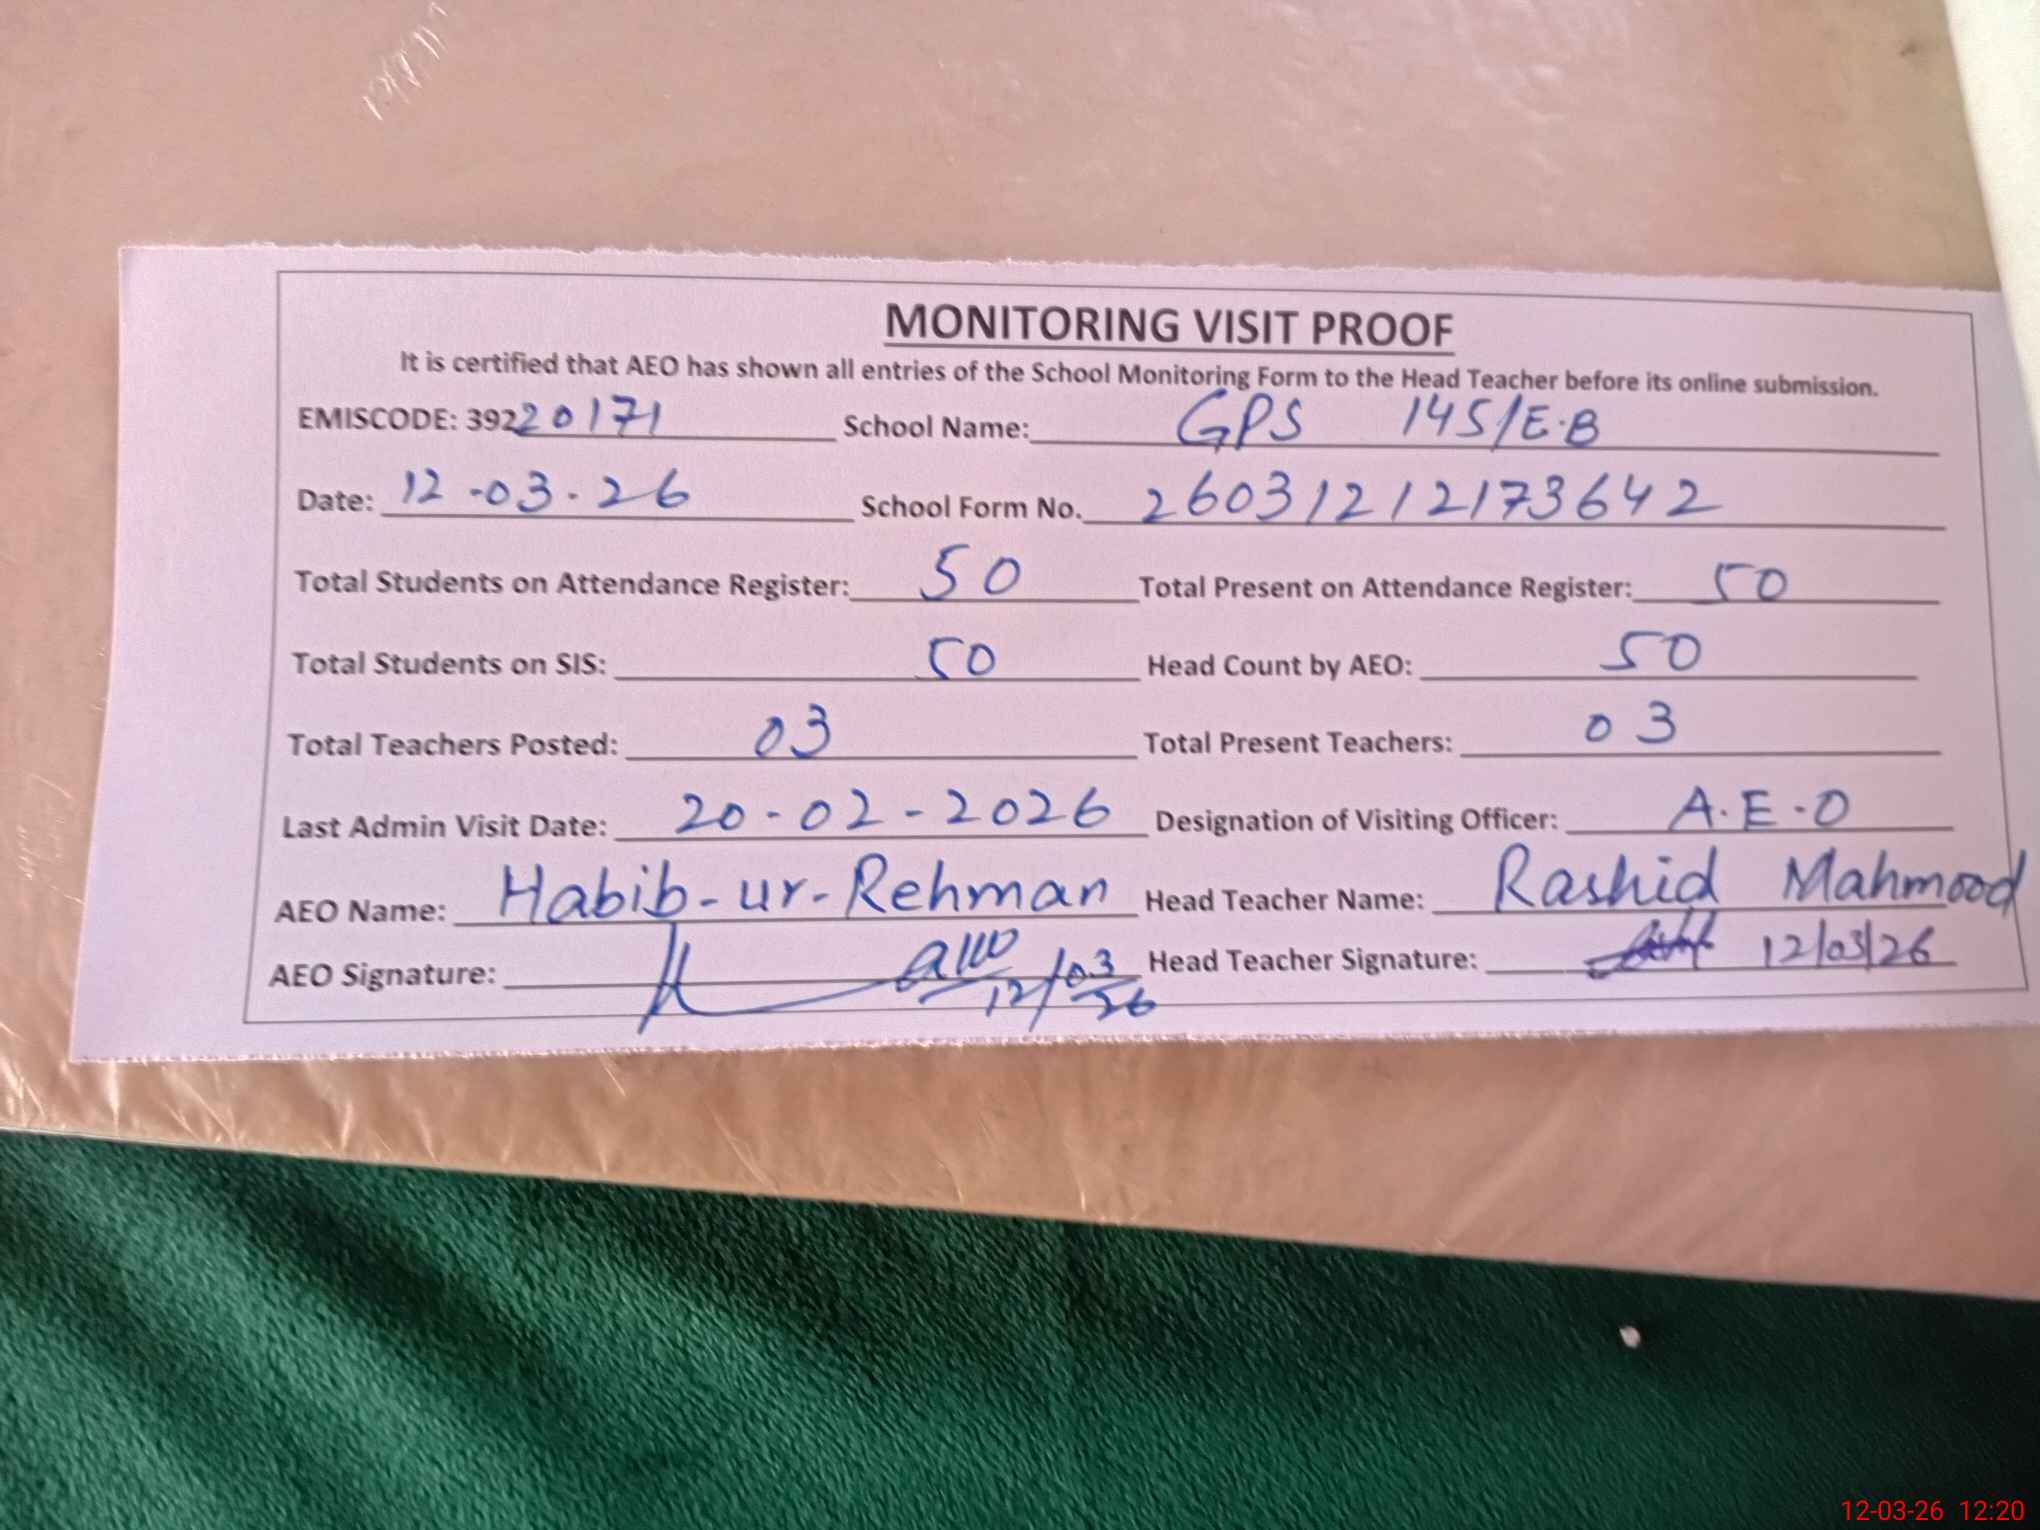 MONITORING VISIT PROOF
It is certified that AEO has shown all entries of the School Monitoring Form to the Head Teacher before its online submission.
EMISCODE: 39220171 School Name: GPS 145/E.B
Date: 12-03-26 School Form No. 26031212173642
Total Students on Attendance Register: 50 Total Present on Attendance Register: 50
Total Students on SIS: 50 Head Count by AEO: 50
Total Teachers Posted: 03 Total Present Teachers: 03
Last Admin Visit Date: 20-02-2026 Designation of Visiting Officer: A.E.O
AEO Name: Habib-ur-Rehman Head Teacher Name: Rashid Mahmood
AEO Signature: 12/03/26 Head Teacher Signature: 12/03/26
12-03-26 12:20